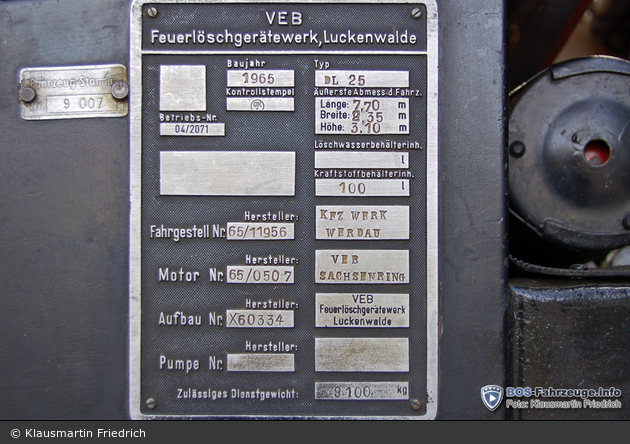 VEB
Feuerlöschgerätewerk, Luckenwalde
Fahrzeug-Stamm
9 007
Baujahr
1965
Kontrollstempel
Betriebs-Nr.
04/2071
Typ
DL 25
Äußerste Abmess. d. Fahrz.
Länge: 7,70 m
Breite: 2,35 m
Höhe: 3,10 m
Löschwasserbehälterinh.
l
Kraftstoffbehälterinh.
100 l
Hersteller:
Fahrgestell Nr. 65/11956
KFZ WERK
WERDAU
Hersteller:
Motor Nr. 65/0507
VEB
SACHSENRING
Hersteller:
Aufbau Nr. X60334
VEB
Feuerlöschgerätewerk
Luckenwalde
Hersteller:
Pumpe Nr.
Zulässiges Dienstgewicht: 9100 kg
BOS-Fahrzeuge.Info
Foto: Klausmartin Friedrich
© Klausmartin Friedrich